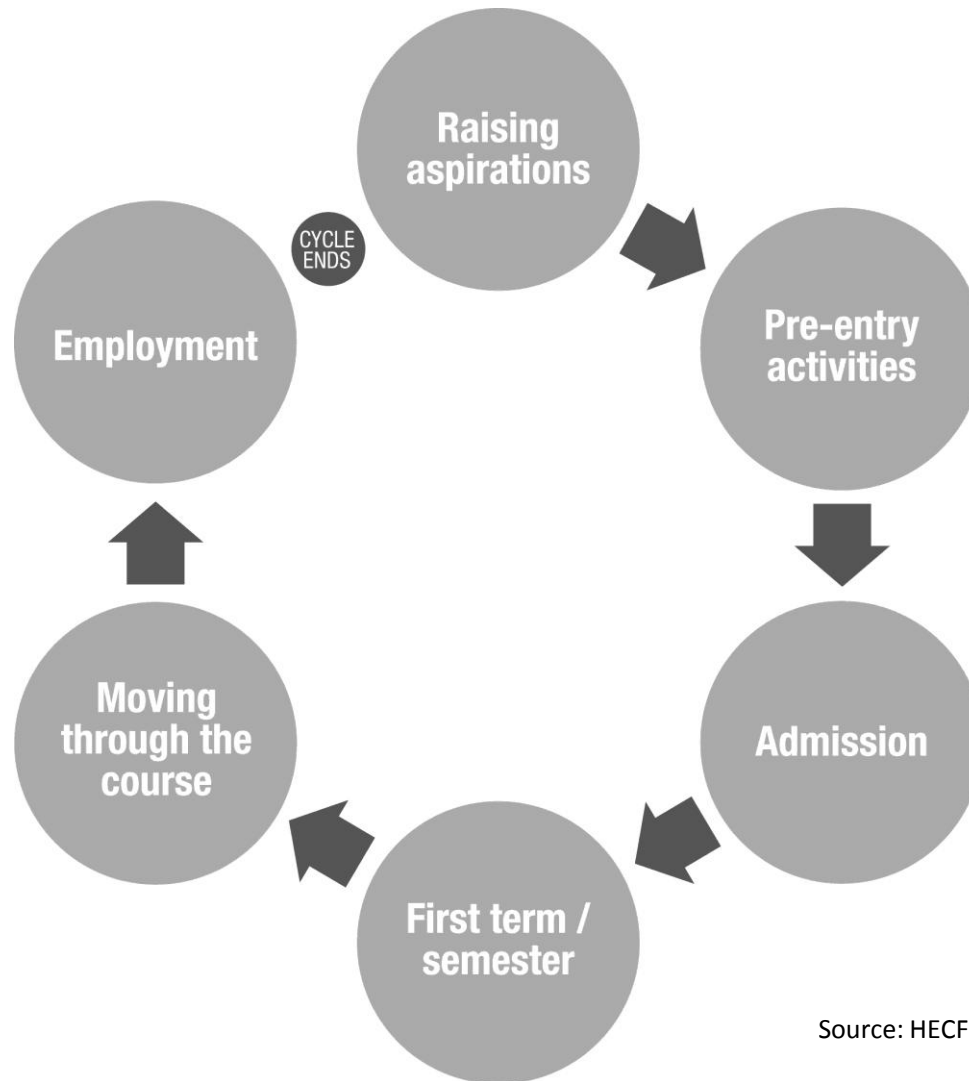 Raising
aspirations
Pre-entry
activities
Admission
First term /
semester
Moving
through the
course
Employment
CYCLE
ENDS
Source: HECF